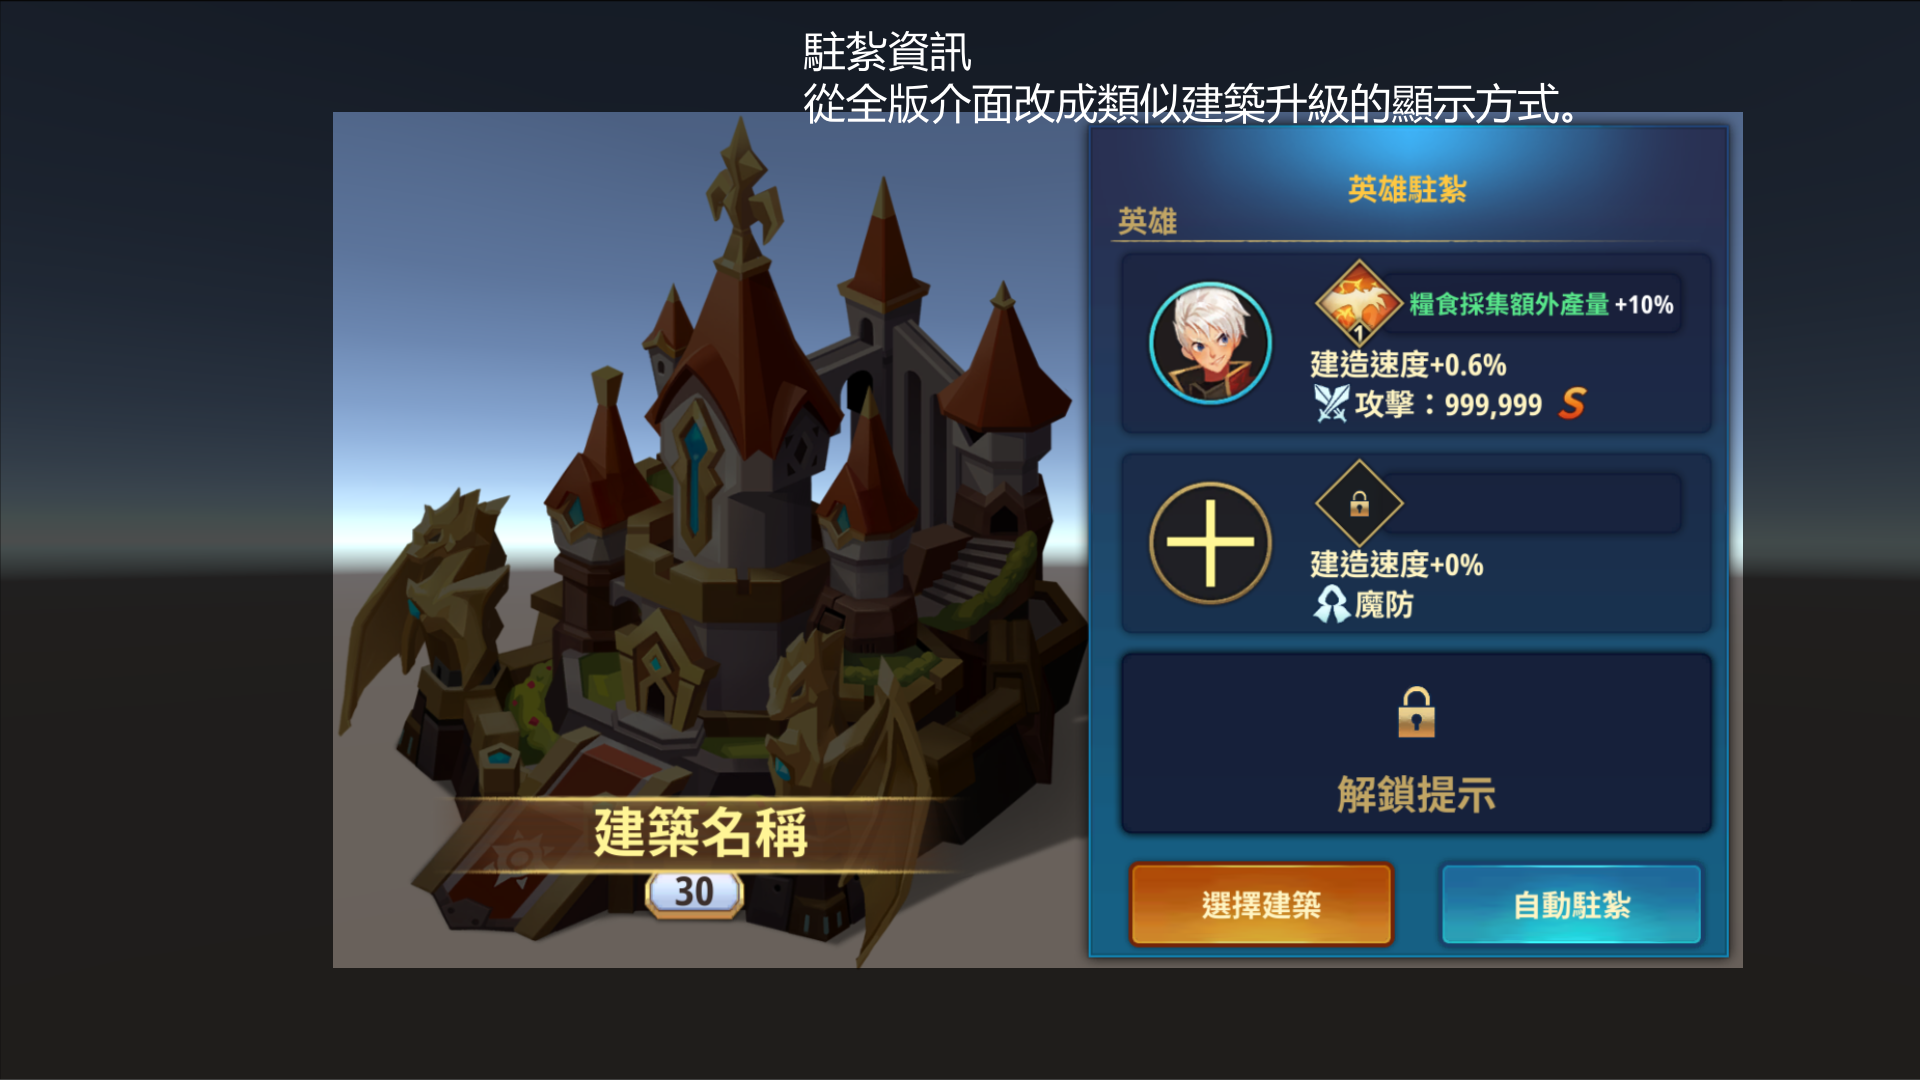 駐紮資訊
從全版介面改成類似建築升級的顯示方式。
英雄駐紮
英雄
糧食採集額外產量 +10%
1
建造速度+0.6%
攻擊：999,999 S
建造速度+0%
魔防
解鎖提示
建築名稱
30
選擇建築
自動駐紮